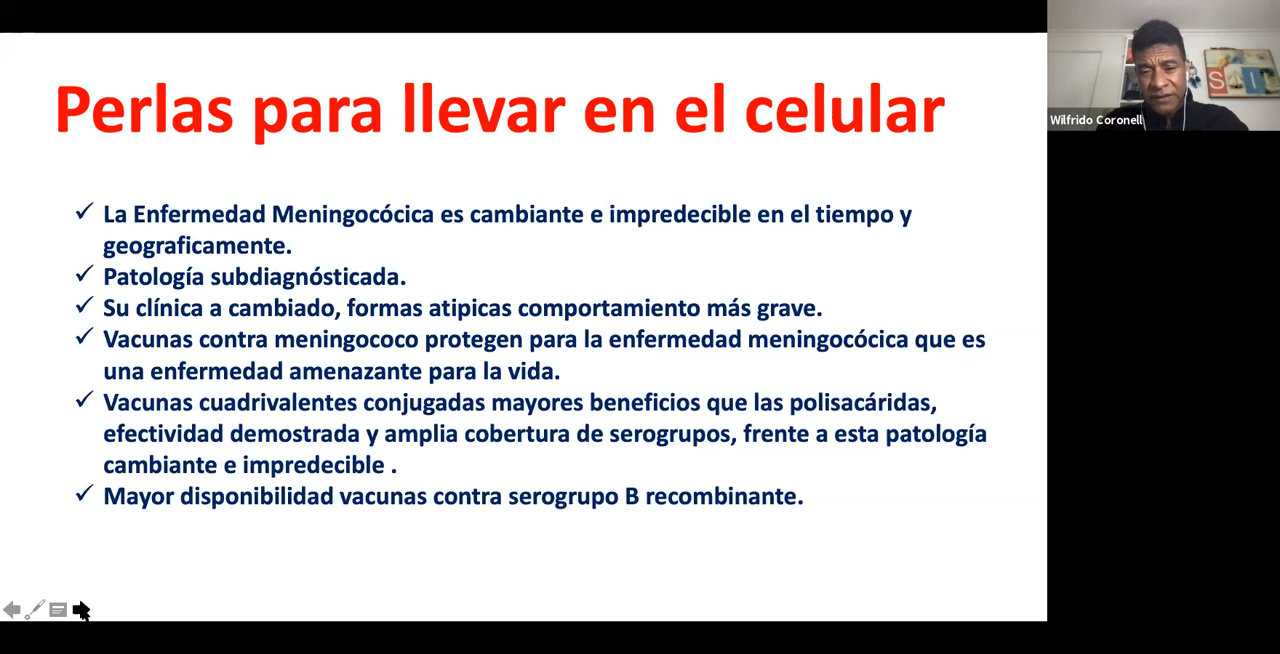 Perlas para llevar en el celular
Wilfrido Coronell
✓ La Enfermedad Meningocócica es cambiante e impredecible en el tiempo y
geograficamente.
✓ Patología subdiagnósticada.
✓ Su clínica a cambiado, formas atipicas comportamiento más grave.
✓ Vacunas contra meningococo protegen para la enfermedad meningocócica que es
una enfermedad amenazante para la vida.
✓ Vacunas cuadrivalentes conjugadas mayores beneficios que las polisacáridas,
efectividad demostrada y amplia cobertura de serogrupos, frente a esta patología
cambiante e impredecible .
✓ Mayor disponibilidad vacunas contra serogrupo B recombinante.